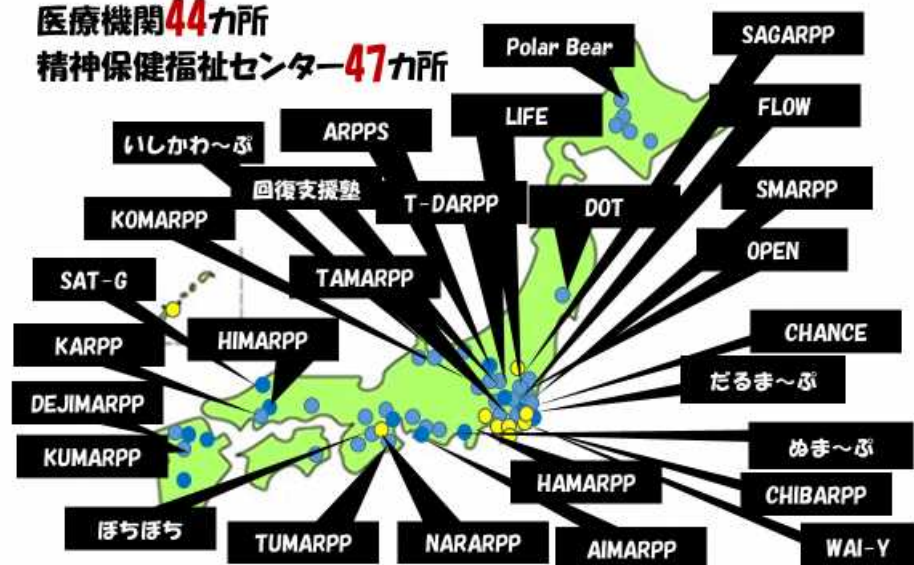 医療機関44カ所
精神保健福祉センター47カ所
Polar Bear
SAGARPP
LIFE
FLOW
ARPPS
いしかわ～ぷ
回復支援塾
T-DARPP
DOT
SMARPP
KOMARPP
OPEN
TAMARPP
SAT-G
CHANCE
KARPP
HIMARPP
だるま～ぷ
DEJIMARPP
ぬま～ぷ
KUMARPP
HAMARPP
CHIBARPP
ぼちぼち
TUMARPP
NARARPP
AIMARPP
WAI-Y